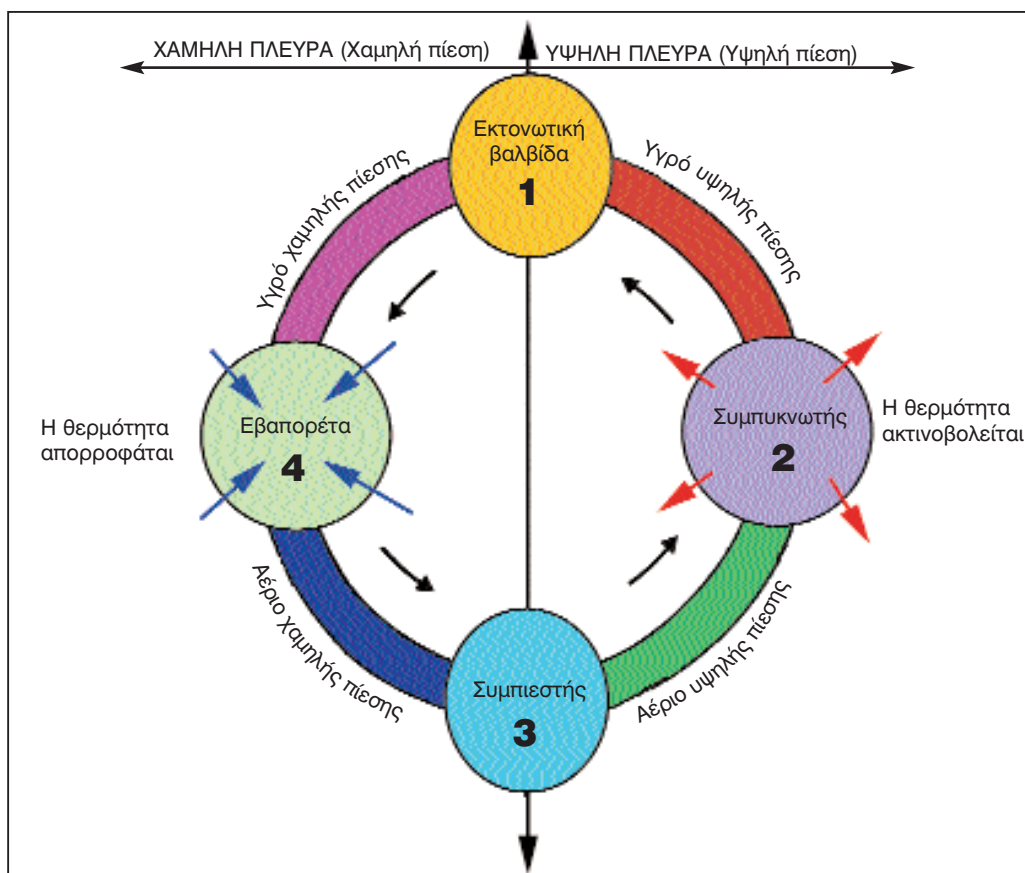 ΧΑΜΗΛΗ ΠΛΕΥΡΑ (Χαμηλή πίεση)
ΥΨΗΛΗ ΠΛΕΥΡΑ (Υψηλή πίεση)
Εκτονωτική
βαλβίδα
1
Υγρό χαμηλής πίεσης
Υγρό υψηλής πίεσης
Η θερμότητα
απορροφάται
Εβαπορέτα
4
Συμπυκνωτής
2
Η θερμότητα
ακτινοβολείται
Αέριο χαμηλής πίεσης
Αέριο υψηλής πίεσης
Συμπιεστής
3